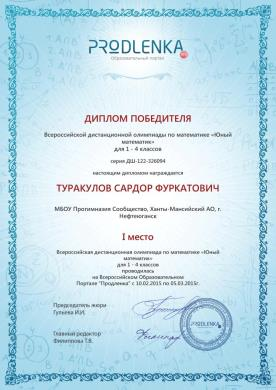 PRODLENKA
Образовательный портал
ДИПЛОМ ПОБЕДИТЕЛЯ
Всероссийской дистанционной олимпиады по математике «Юный
математик»
для 1 - 4 классов
серия ДШ-122-326094
настоящим дипломом награждается
ТУРАКУЛОВ САРДОР ФУРКАТОВИЧ
МБОУ Прогимназия Сообщество, Ханты-Мансийский АО, г.
Нефтеюганск
I место
Всероссийская дистанционная олимпиада по математике «Юный
математик»
для 1 - 4 классов
проводилась
на Всероссийском Образовательном
Портале "Продленка" с 10.02.2015 по 05.03.2015г.
Председатель жюри
Гульева И.И.
Главный редактор
Филиппова Т.В.
PRODLENKA